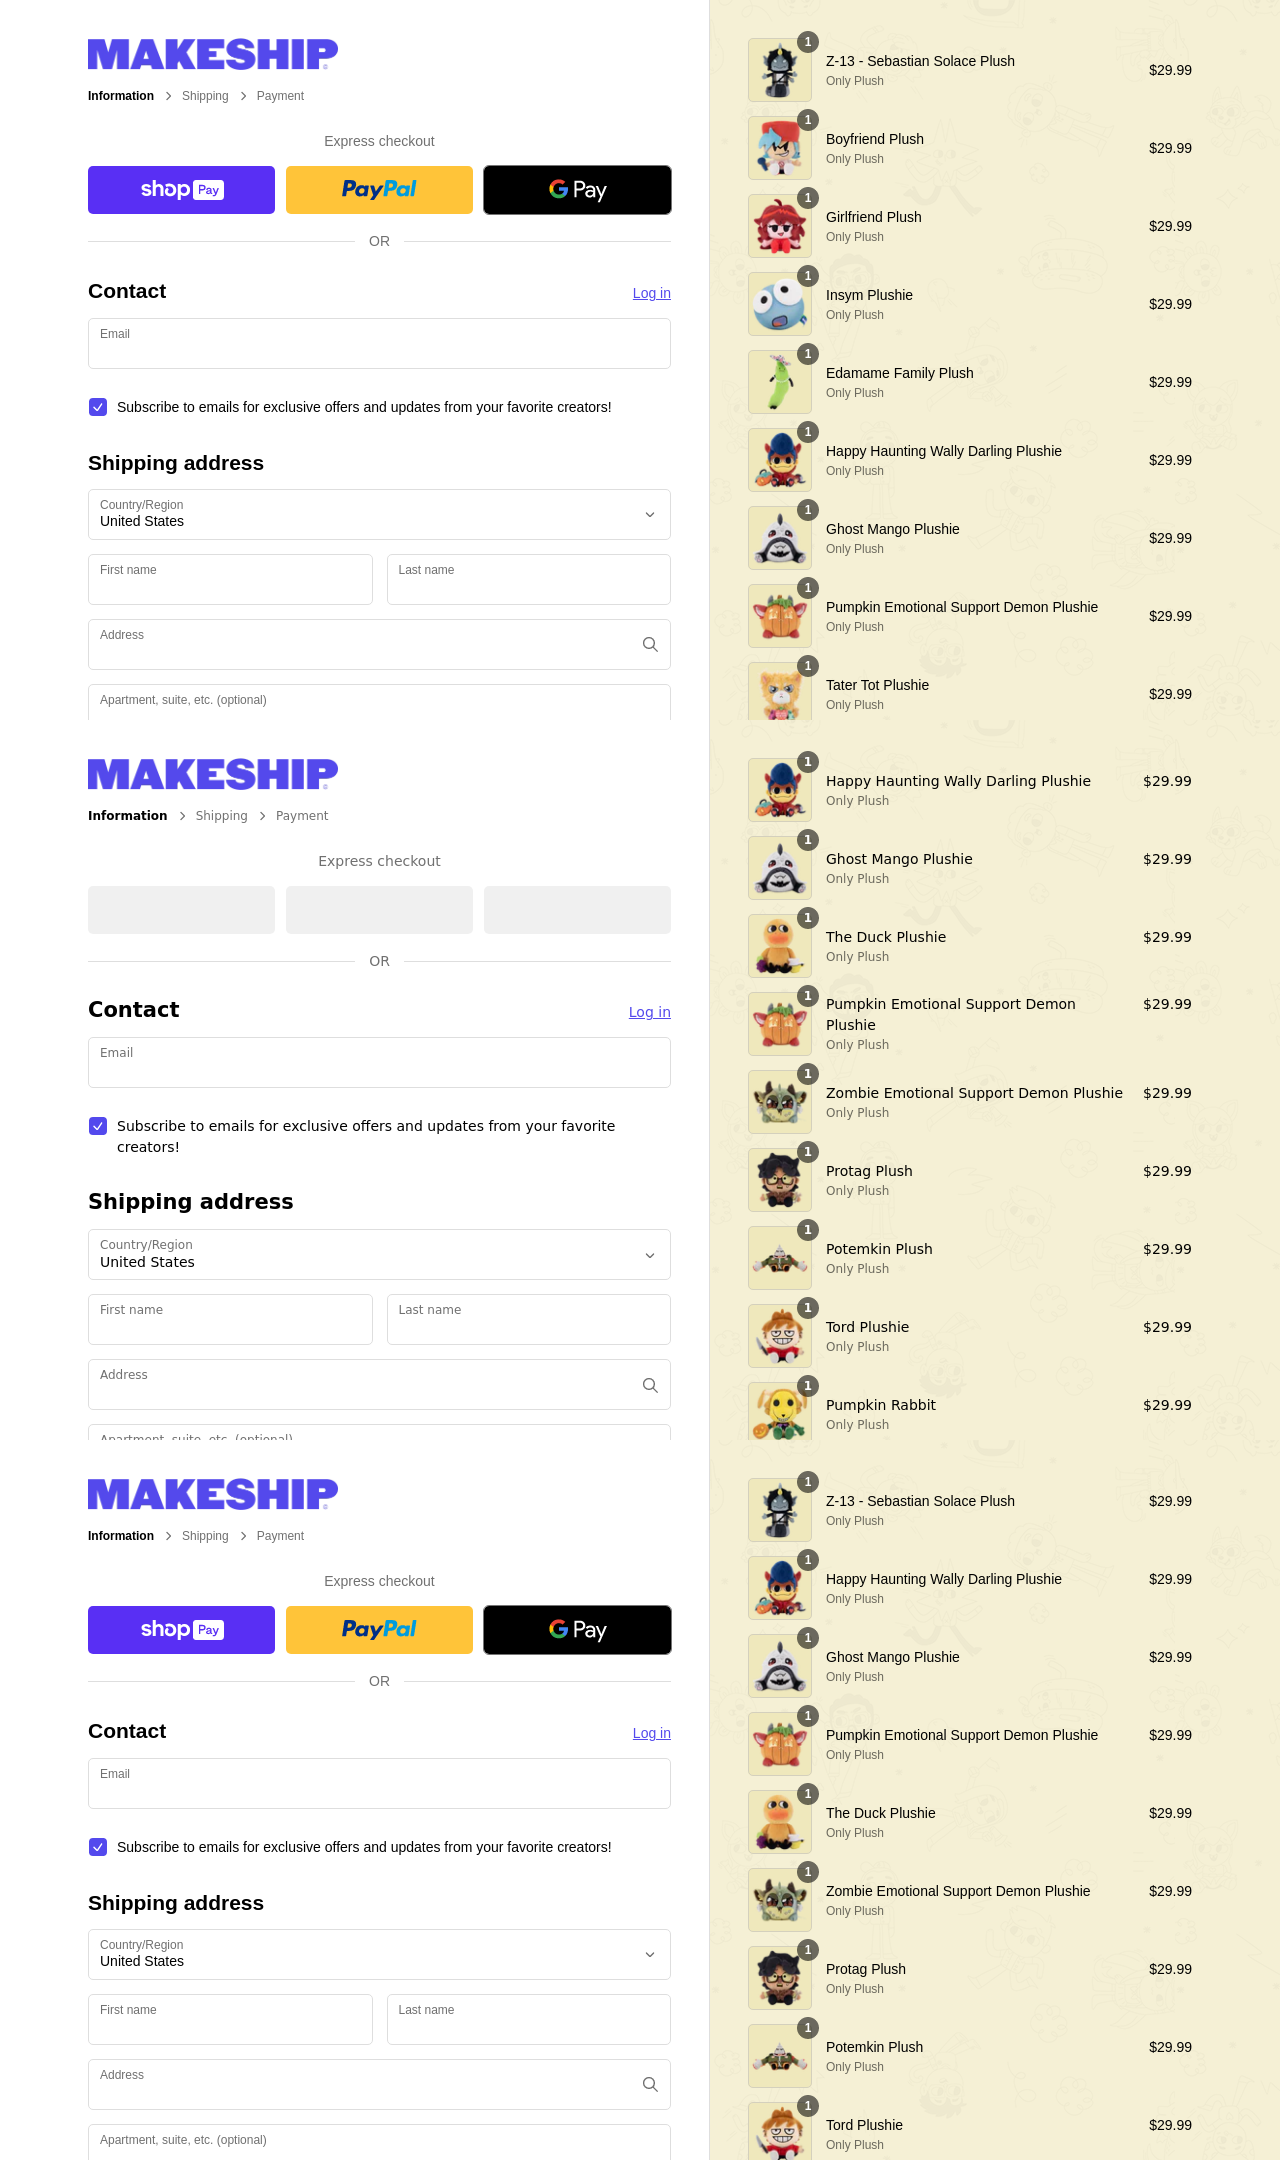 MAKESHIP
Information > Shipping > Payment
Express checkout
shop Pay
PayPal
G Pay
OR
Contact
Log in
Email
Subscribe to emails for exclusive offers and updates from your favorite creators!
Shipping address
Country/Region
United States
First name
Last name
Address
Apartment, suite, etc. (optional)
1
Z-13 - Sebastian Solace Plush
Only Plush
$29.99
1
Boyfriend Plush
Only Plush
$29.99
1
Girlfriend Plush
Only Plush
$29.99
1
Insym Plushie
Only Plush
$29.99
1
Edamame Family Plush
Only Plush
$29.99
1
Happy Haunting Wally Darling Plushie
Only Plush
$29.99
1
Ghost Mango Plushie
Only Plush
$29.99
1
Pumpkin Emotional Support Demon Plushie
Only Plush
$29.99
1
Tater Tot Plushie
Only Plush
$29.99
MAKESHIP
Information > Shipping > Payment
Express checkout
OR
Contact
Log in
Email
Subscribe to emails for exclusive offers and updates from your favorite
creators!
Shipping address
Country/Region
United States
First name
Last name
Address
Apartment, suite, etc. (optional)
1
Happy Haunting Wally Darling Plushie
Only Plush
$29.99
1
Ghost Mango Plushie
Only Plush
$29.99
1
The Duck Plushie
Only Plush
$29.99
1
Pumpkin Emotional Support Demon
Plushie
Only Plush
$29.99
1
Zombie Emotional Support Demon Plushie
Only Plush
$29.99
1
Protag Plush
Only Plush
$29.99
1
Potemkin Plush
Only Plush
$29.99
1
Tord Plushie
Only Plush
$29.99
1
Pumpkin Rabbit
Only Plush
$29.99
MAKESHIP
Information > Shipping > Payment
Express checkout
shop Pay
PayPal
G Pay
OR
Contact
Log in
Email
Subscribe to emails for exclusive offers and updates from your favorite creators!
Shipping address
Country/Region
United States
First name
Last name
Address
Apartment, suite, etc. (optional)
1
Z-13 - Sebastian Solace Plush
Only Plush
$29.99
1
Happy Haunting Wally Darling Plushie
Only Plush
$29.99
1
Ghost Mango Plushie
Only Plush
$29.99
1
Pumpkin Emotional Support Demon Plushie
Only Plush
$29.99
1
The Duck Plushie
Only Plush
$29.99
1
Zombie Emotional Support Demon Plushie
Only Plush
$29.99
1
Protag Plush
Only Plush
$29.99
1
Potemkin Plush
Only Plush
$29.99
1
Tord Plushie
Only Plush
$29.99